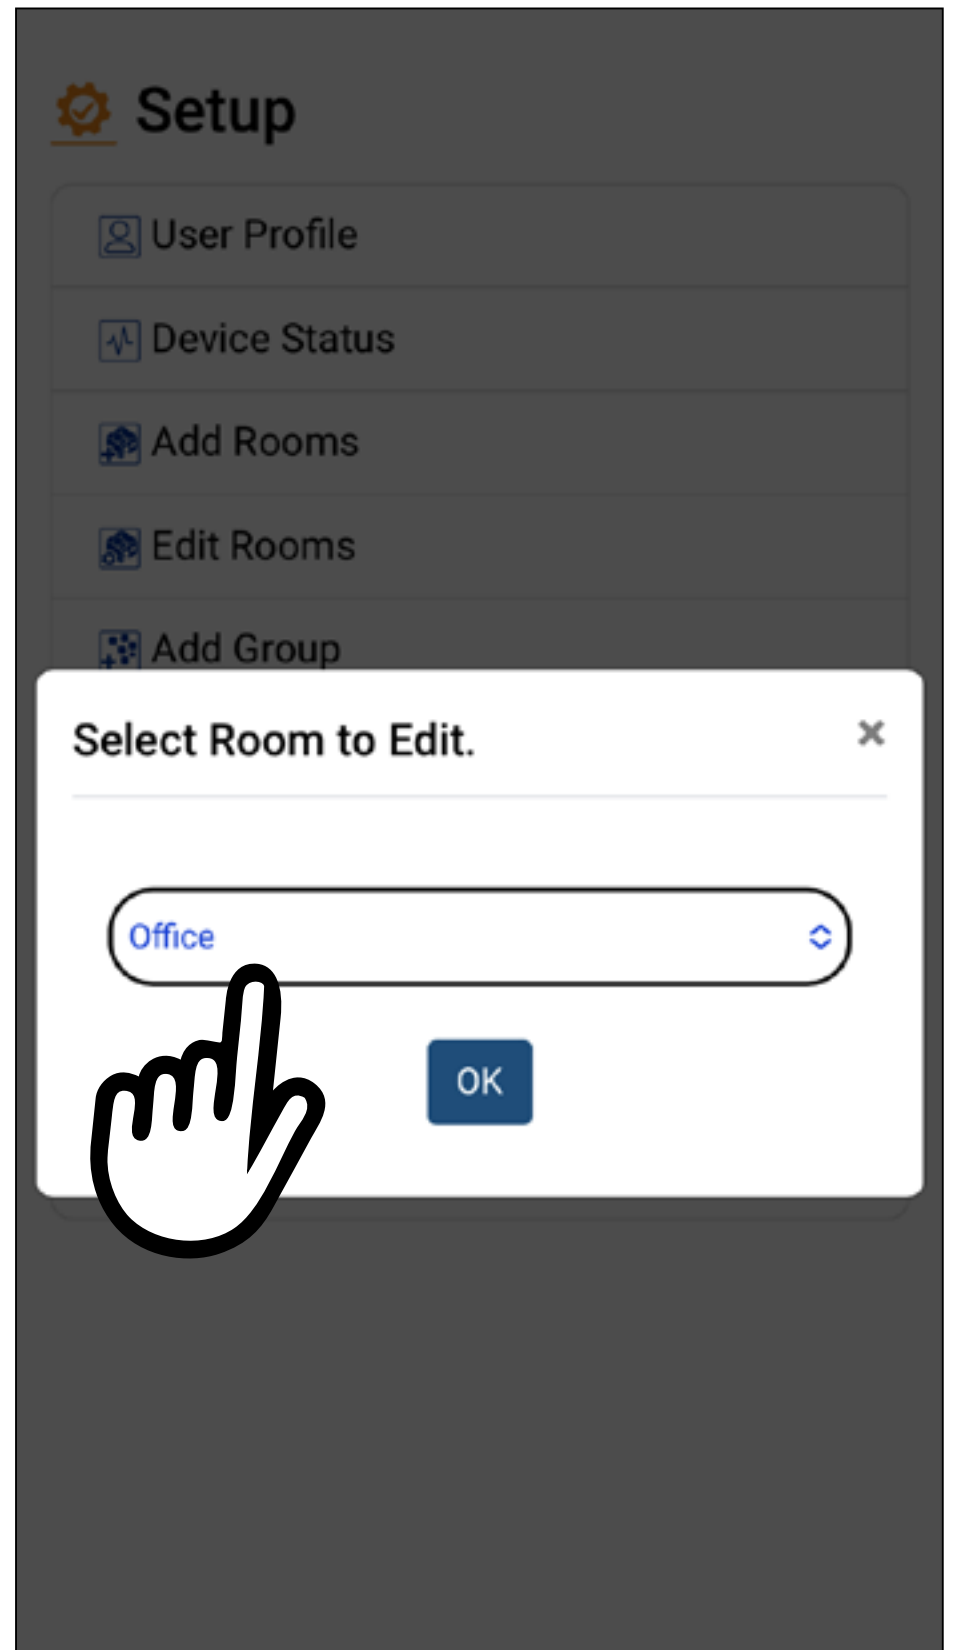 Setup
User Profile
Device Status
Add Rooms
Edit Rooms
Add Group
Select Room to Edit.
Office
OK